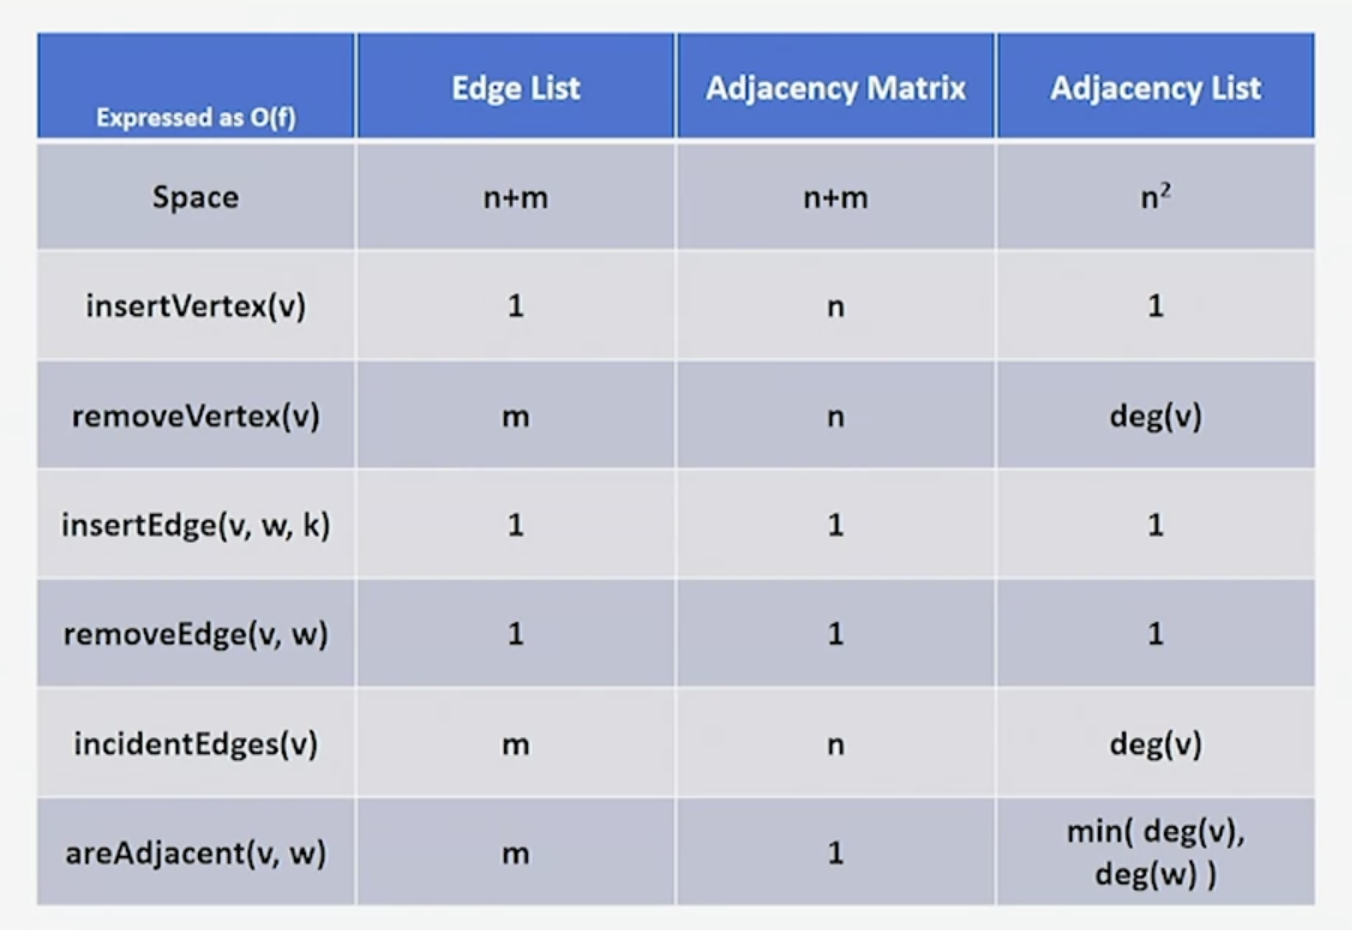 Expressed as O(f) Edge List Adjacency Matrix Adjacency List
Space n+m n+m n²
insertVertex(v) 1 n 1
removeVertex(v) m n deg(v)
insertEdge(v, w, k) 1 1 1
removeEdge(v, w) 1 1 1
incidentEdges(v) m n deg(v)
areAdjacent(v, w) m 1 min( deg(v),
deg(w) )